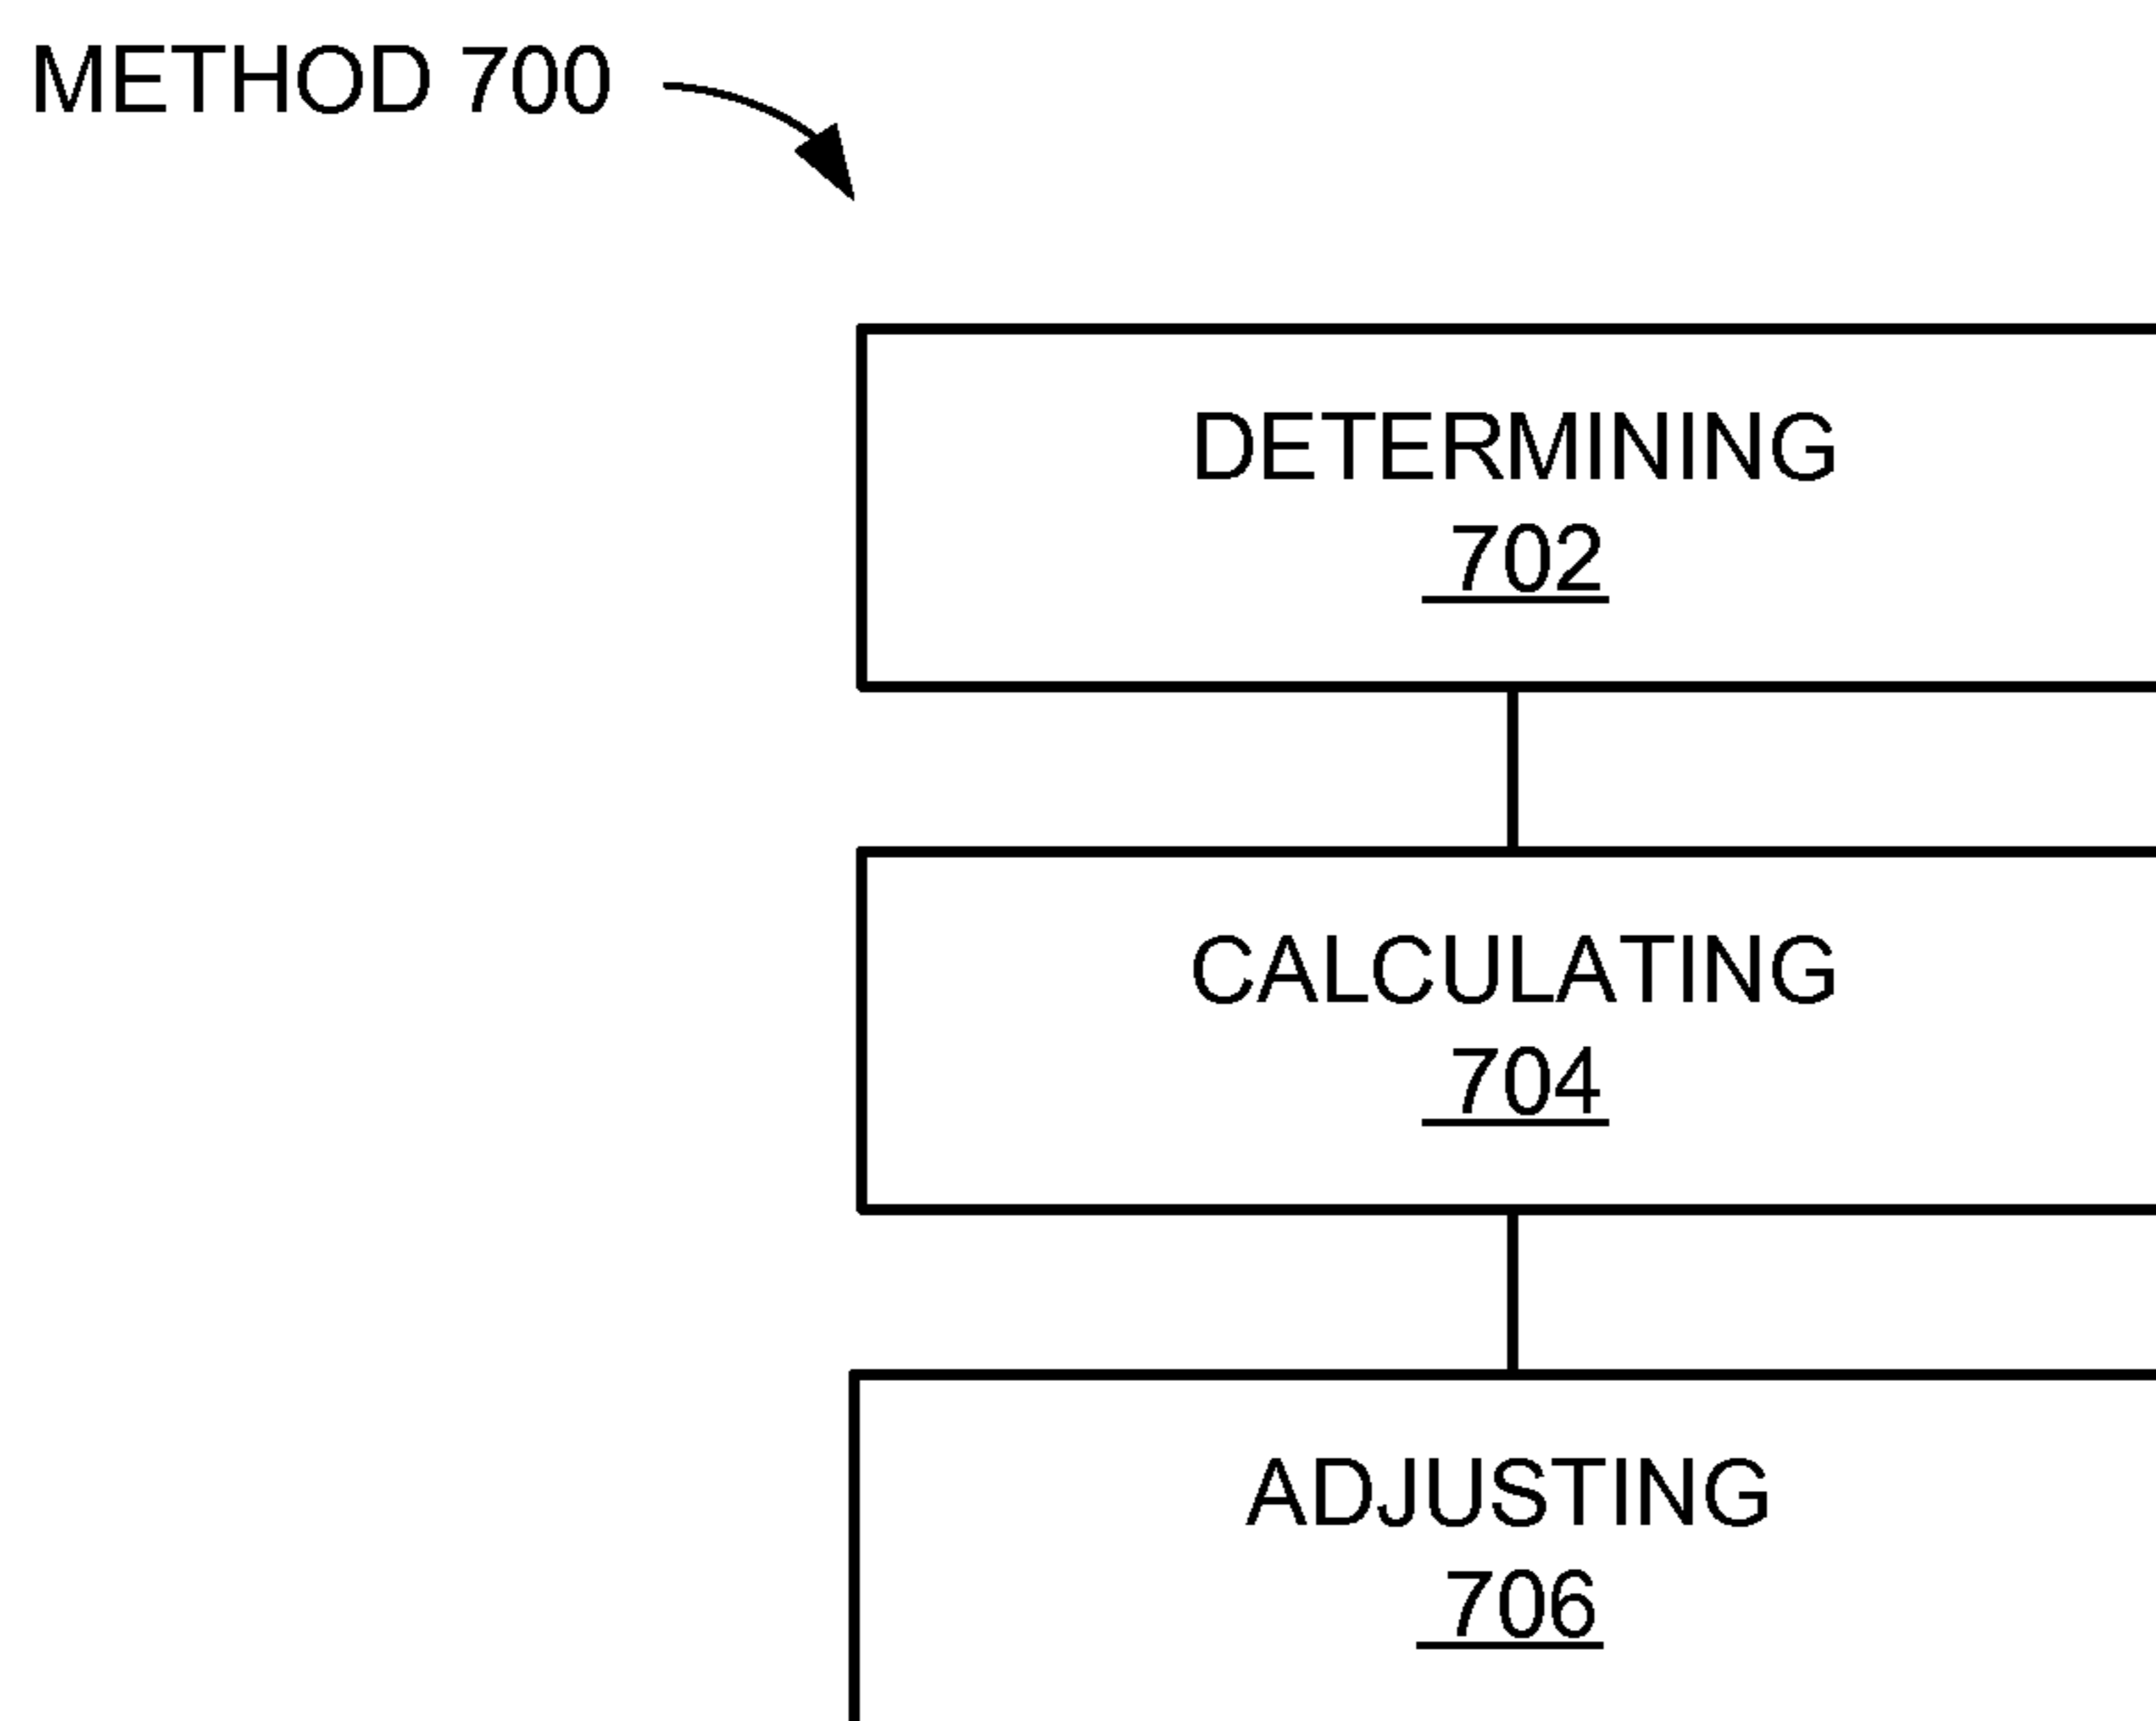 METHOD 700
DETERMINING
702
CALCULATING
704
ADJUSTING
706